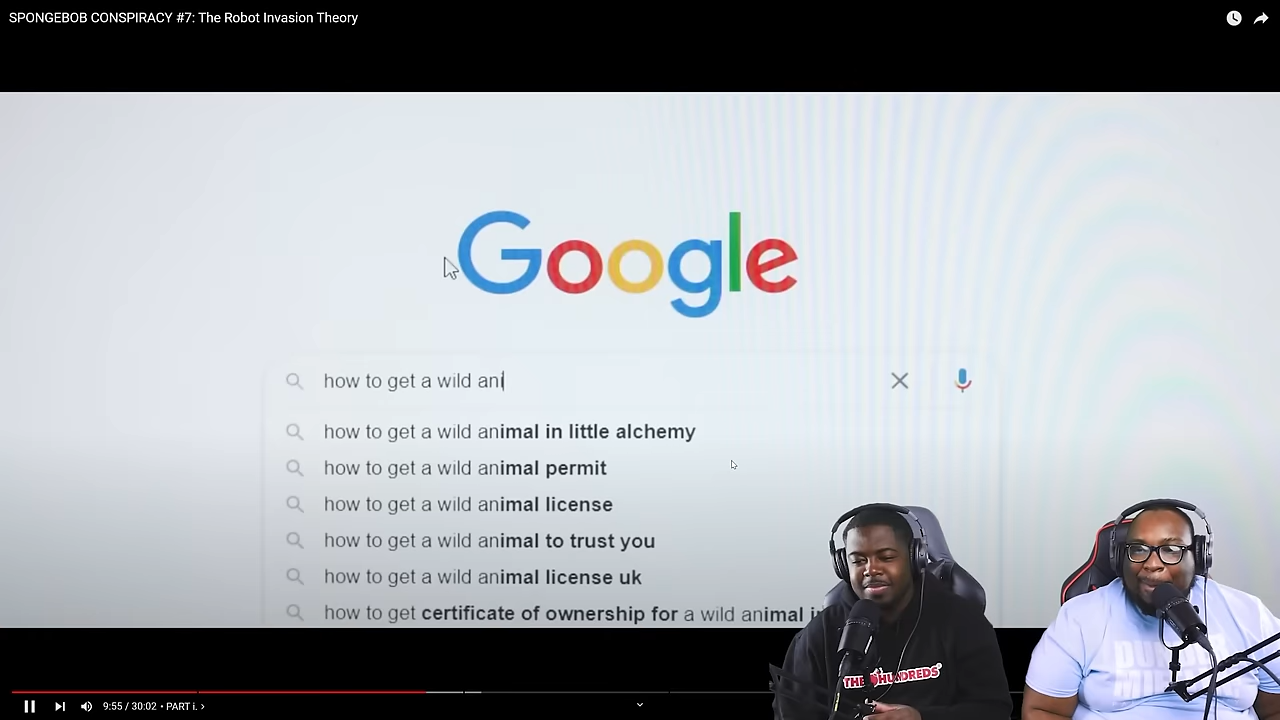 SPONGEBOB CONSPIRACY #7: The Robot Invasion Theory
Google
how to get a wild ani
how to get a wild animal in little alchemy
how to get a wild animal permit
how to get a wild animal license
how to get a wild animal to trust you
how to get a wild animal license uk
how to get certificate of ownership for a wild animal
THE HUNDREDS
9:55 / 30:02 • PART i. ›